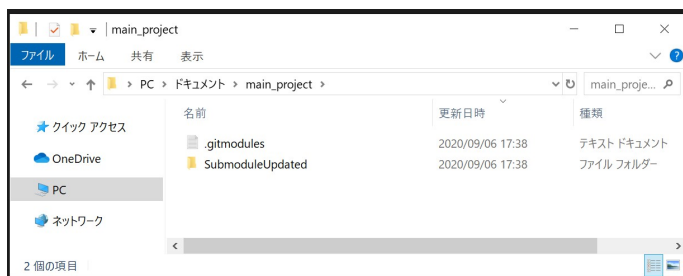 main_project
ファイル ホーム 共有 表示
PC ドキュメント main_project
main_proje...
名前 更新日時 種類
クイック アクセス
.gitmodules 2020/09/06 17:38 テキスト ドキュメント
OneDrive
SubmoduleUpdated 2020/09/06 17:38 ファイル フォルダー
PC
ネットワーク
2 個の項目